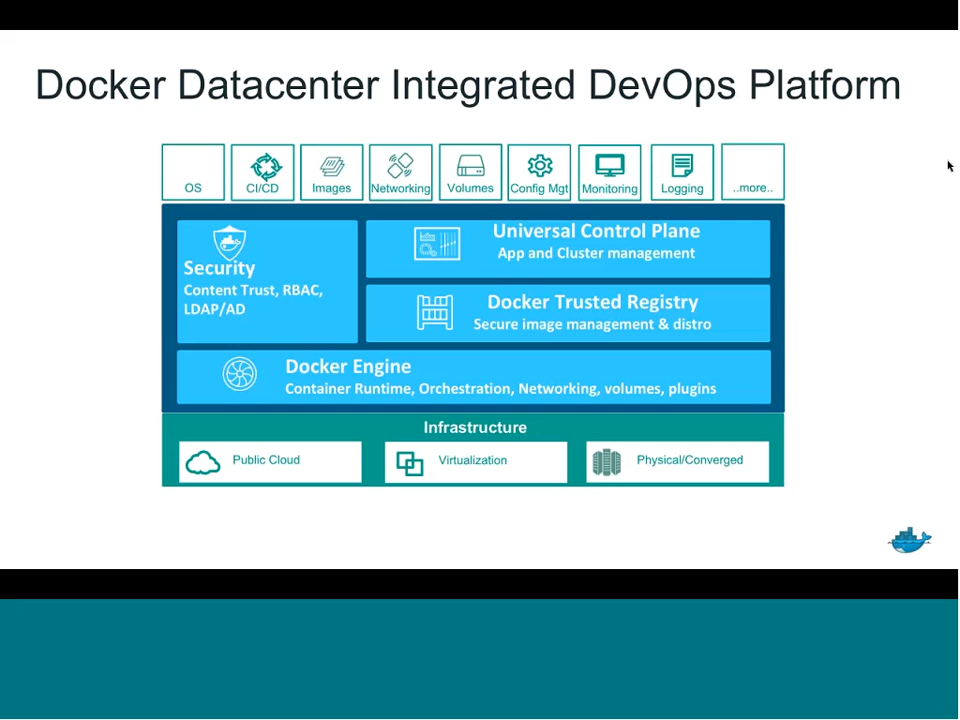 Docker Datacenter Integrated DevOps Platform
OS
CI/CD
Images
Networking
Volumes
Config Mgt
Monitoring
Logging
..more..
Security
Content Trust, RBAC,
LDAP/AD
Universal Control Plane
App and Cluster management
Docker Trusted Registry
Secure image management & distro
Docker Engine
Container Runtime, Orchestration, Networking, volumes, plugins
Infrastructure
Public Cloud
Virtualization
Physical/Converged